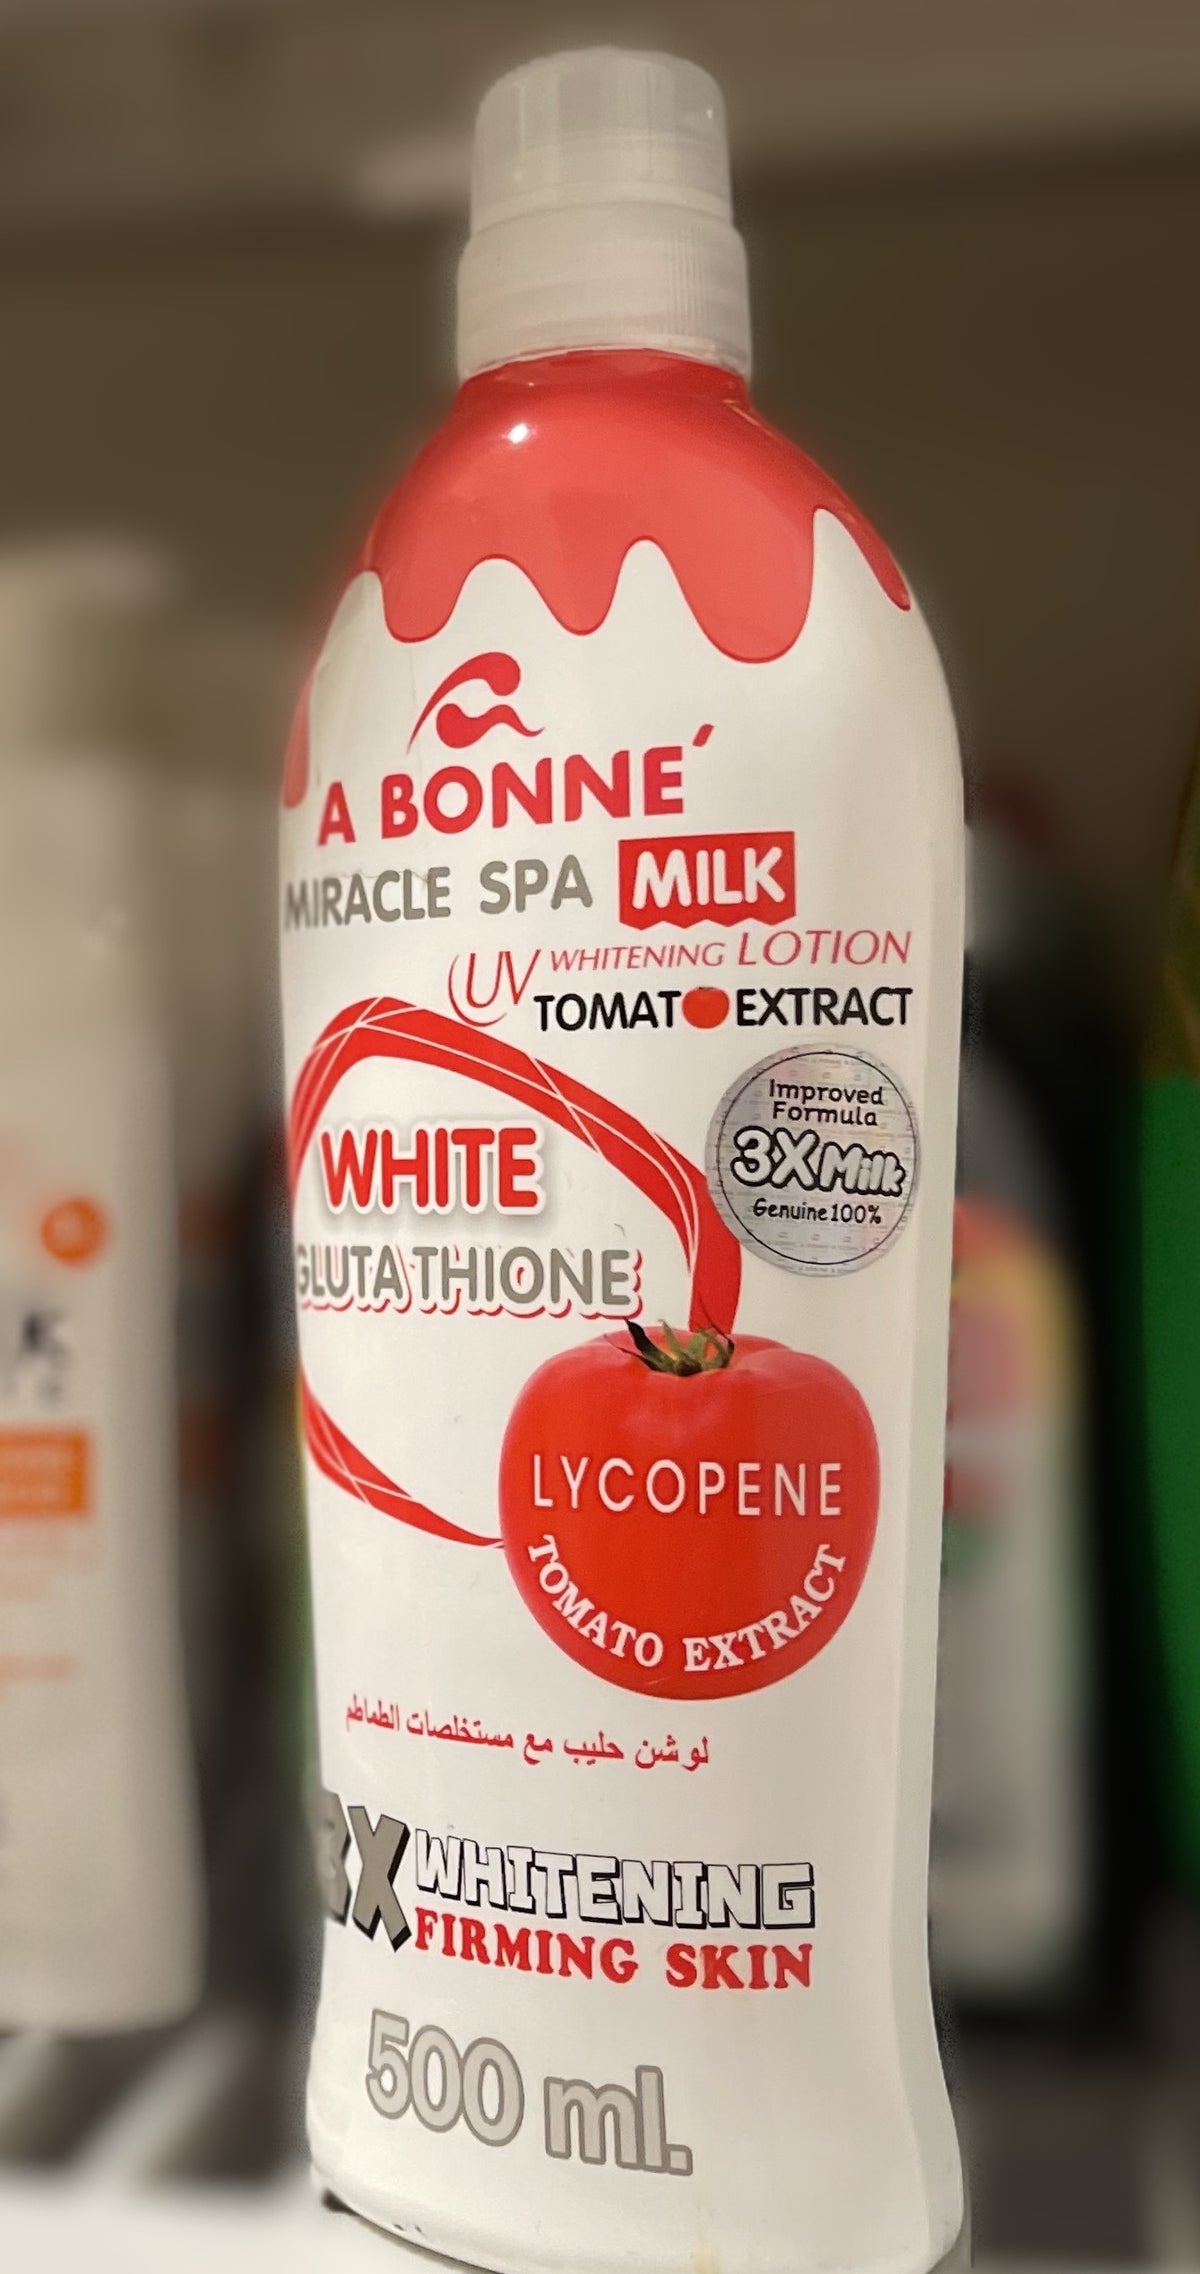 A BONNE´
MIRACLE SPA MILK
UV WHITENING LOTION
TOMATO EXTRACT
Improved
Formula
3X Milk
Genuine 100%
WHITE
GLUTATHIONE
LYCOPENE
TOMATO EXTRACT
لوشن حليب مع مستخلصات الطماطم
3X WHITENING
FIRMING SKIN
500 ml.